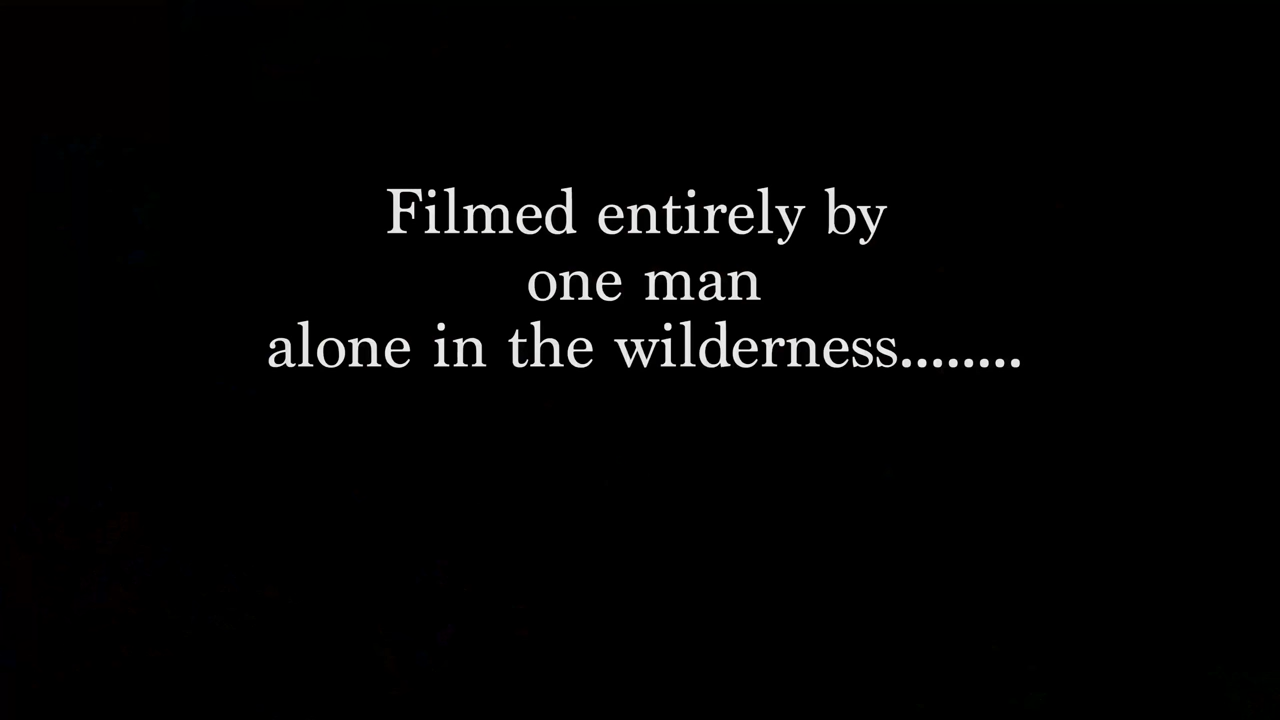 Filmed entirely by
one man
alone in the wilderness........